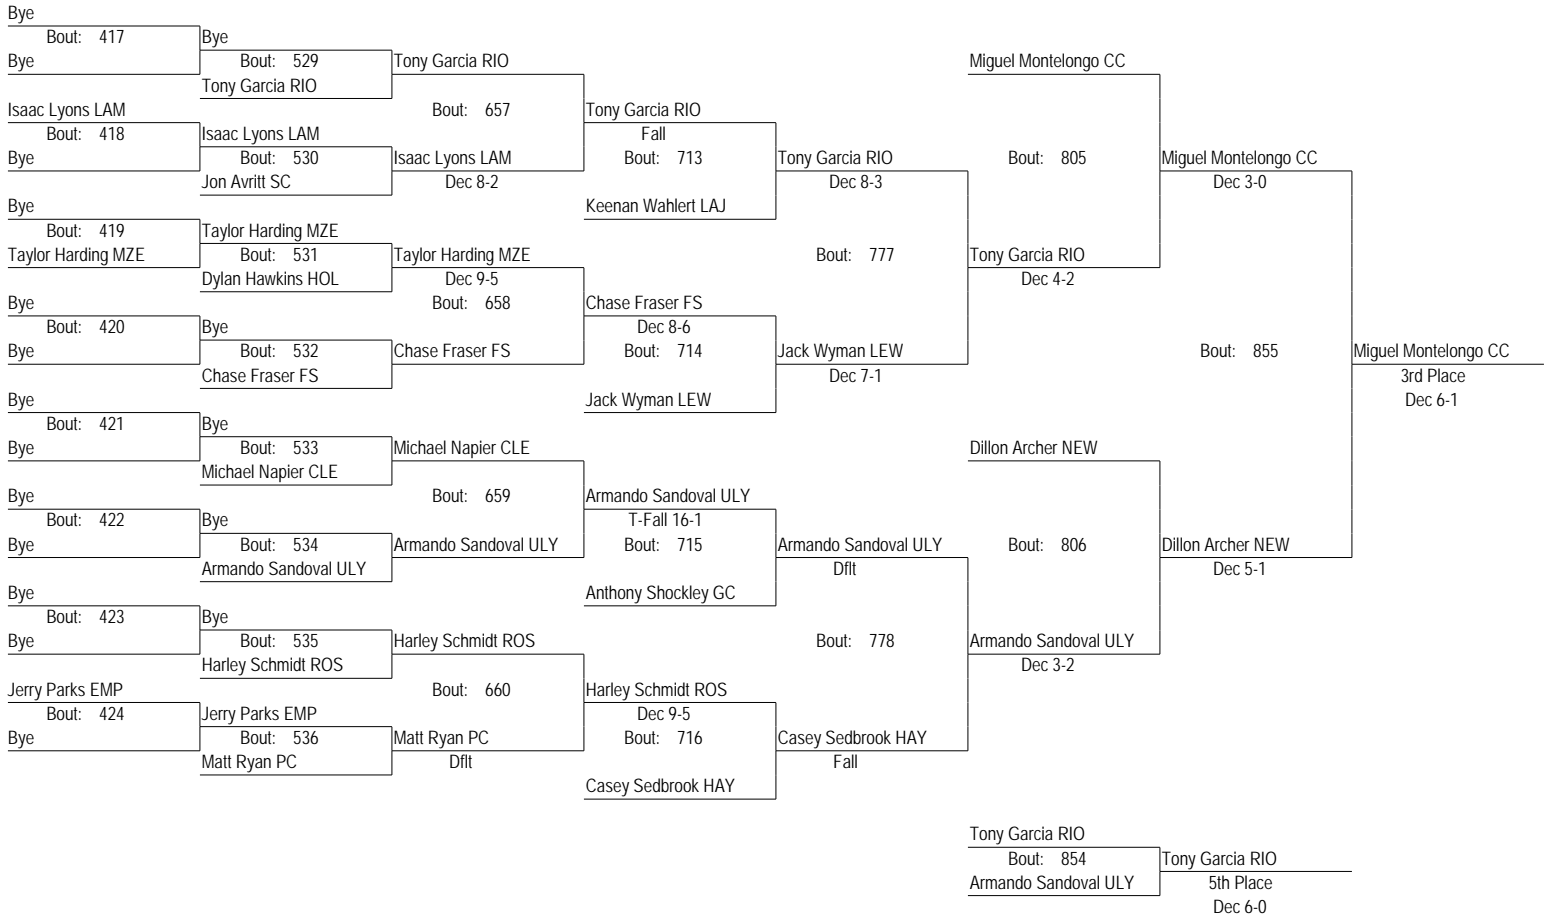 Bye
Bout: 417
Bye
Bye
Bout: 529
Tony Garcia RIO
Isaac Lyons LAM
Bout: 418
Bye
Isaac Lyons LAM
Bout: 530
Jon Avritt SC
Bye
Bout: 419
Taylor Harding MZE
Taylor Harding MZE
Bout: 531
Dylan Hawkins HOL
Bye
Bout: 420
Bye
Bye
Bout: 532
Chase Fraser FS
Bye
Bout: 421
Bye
Bye
Bout: 533
Michael Napier CLE
Bye
Bout: 422
Bye
Bye
Bout: 534
Armando Sandoval ULY
Bye
Bout: 423
Bye
Bye
Bout: 535
Harley Schmidt ROS
Jerry Parks EMP
Bout: 424
Bye
Jerry Parks EMP
Bout: 536
Matt Ryan PC
Tony Garcia RIO
Bout: 657
Isaac Lyons LAM
Dec 8-2
Taylor Harding MZE
Dec 9-5
Bout: 658
Chase Fraser FS
Michael Napier CLE
Bout: 659
Armando Sandoval ULY
Harley Schmidt ROS
Bout: 660
Matt Ryan PC
Dflt
Tony Garcia RIO
Fall
Bout: 713
Keenan Wahlert LAJ
Chase Fraser FS
Dec 8-6
Bout: 714
Jack Wyman LEW
Armando Sandoval ULY
T-Fall 16-1
Bout: 715
Anthony Shockley GC
Harley Schmidt ROS
Dec 9-5
Bout: 716
Casey Sedbrook HAY
Tony Garcia RIO
Dec 8-3
Bout: 777
Jack Wyman LEW
Dec 7-1
Armando Sandoval ULY
Dflt
Bout: 778
Casey Sedbrook HAY
Fall
Miguel Montelongo CC
Bout: 805
Tony Garcia RIO
Dec 4-2
Dillon Archer NEW
Bout: 806
Armando Sandoval ULY
Dec 3-2
Miguel Montelongo CC
Dec 3-0
Bout: 855
Dillon Archer NEW
Dec 5-1
Miguel Montelongo CC
3rd Place
Dec 6-1
Tony Garcia RIO
Bout: 854
Armando Sandoval ULY
Tony Garcia RIO
5th Place
Dec 6-0